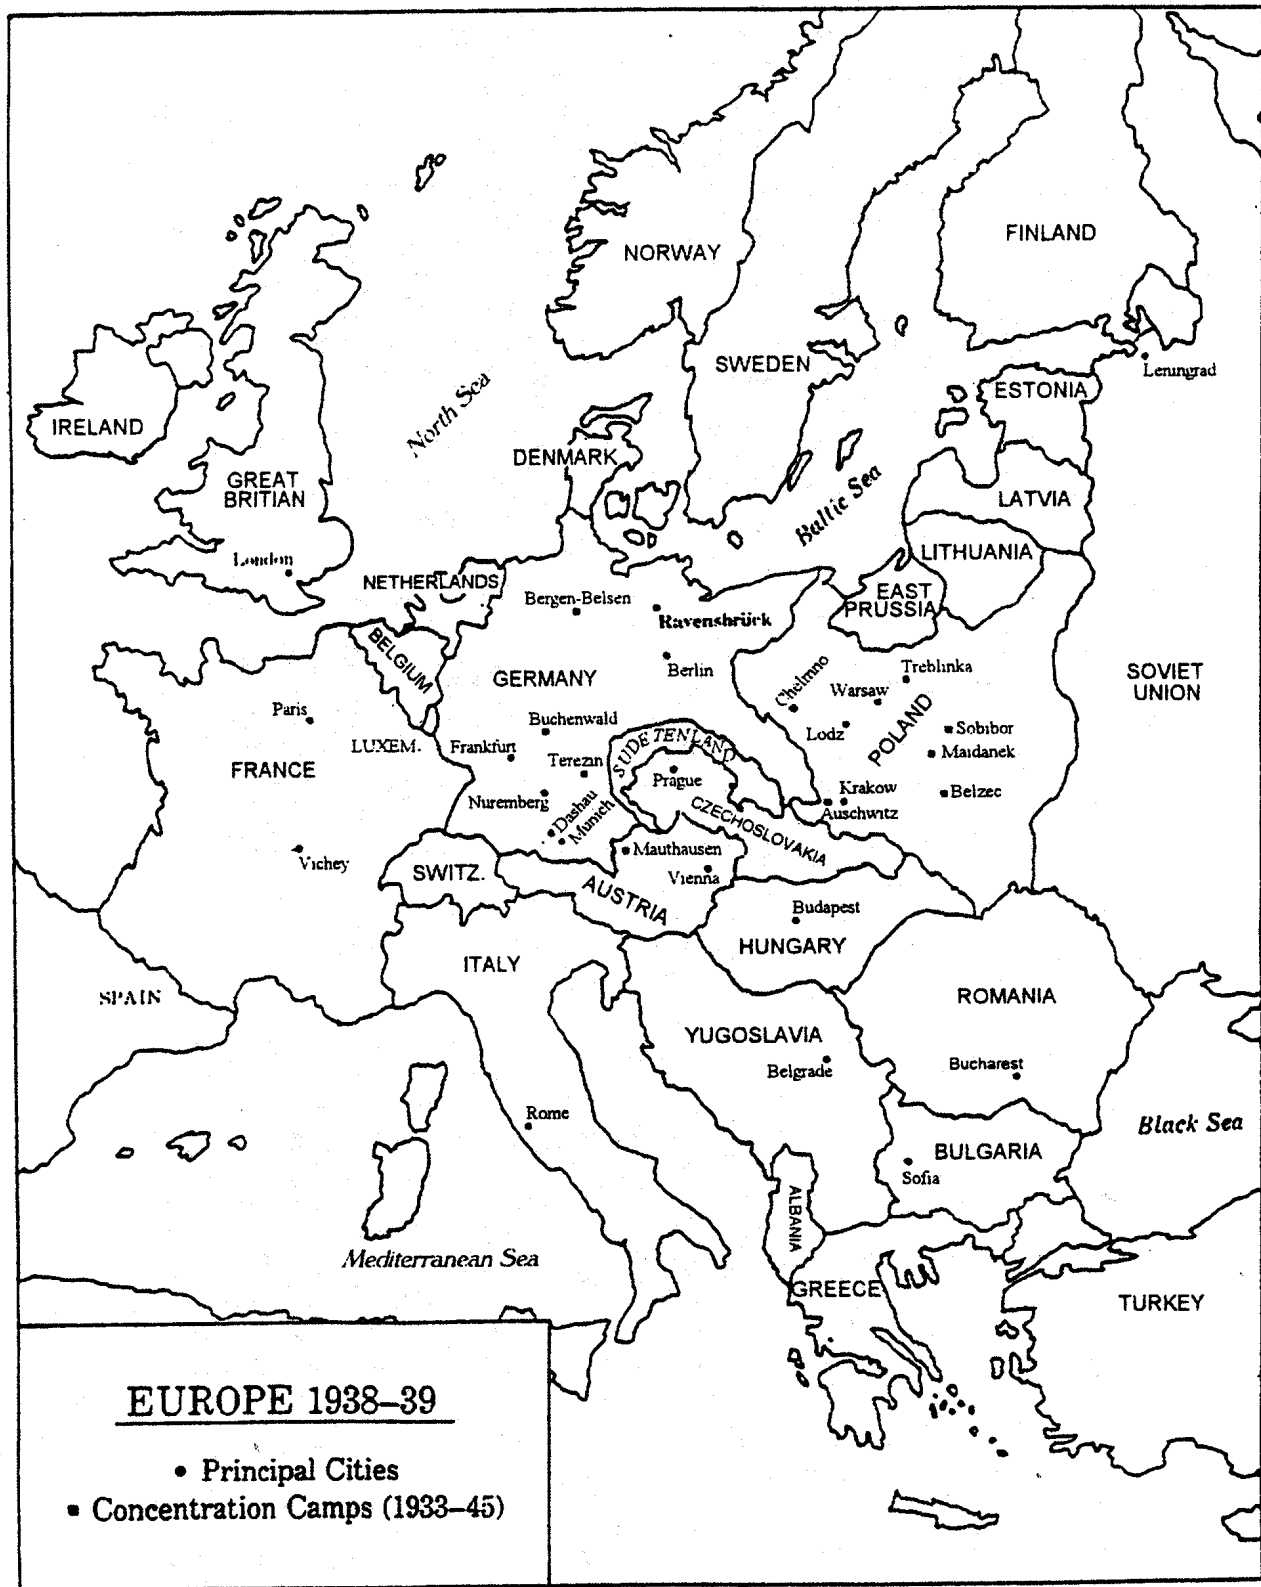 NORWAY
FINLAND
SWEDEN
Leningrad
ESTONIA
IRELAND
North Sea
DENMARK
GREAT
BRITIAN
Baltic Sea
LATVIA
LITHUANIA
London
NETHERLANDS
EAST
PRUSSIA
Bergen-Belsen
Ravensbrück
BELGIUM
GERMANY
Berlin
Chelmno
Treblinka
Warsaw
SOVIET
UNION
Paris
LUXEM.
Buchenwald
SUDETENLAND
Lodz
POLAND
Sobibor
Maidanek
FRANCE
Frankfurt
Terezin
Prague
Nuremberg
Dashau
Munich
CZECHOSLOVAKIA
Krakow
Auschwitz
Belzec
Vichey
SWITZ.
Mauthausen
Vienna
AUSTRIA
Budapest
HUNGARY
ITALY
SPAIN
ROMANIA
YUGOSLAVIA
Belgrade
Bucharest
Rome
Black Sea
BULGARIA
Sofia
ALBANIA
Mediterranean Sea
GREECE
TURKEY
EUROPE 1938–39
• Principal Cities
▪ Concentration Camps (1933–45)